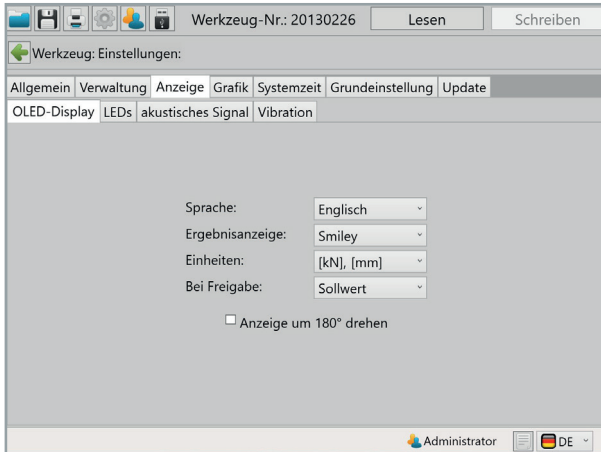 Werkzeug-Nr.: 20130226 Lesen Schreiben
Werkzeug: Einstellungen:
Allgemein Verwaltung Anzeige Grafik Systemzeit Grundeinstellung Update
OLED-Display LEDs akustisches Signal Vibration
Sprache: Englisch
Ergebnisanzeige: Smiley
Einheiten: [kN], [mm]
Bei Freigabe: Sollwert
Anzeige um 180° drehen
Administrator DE